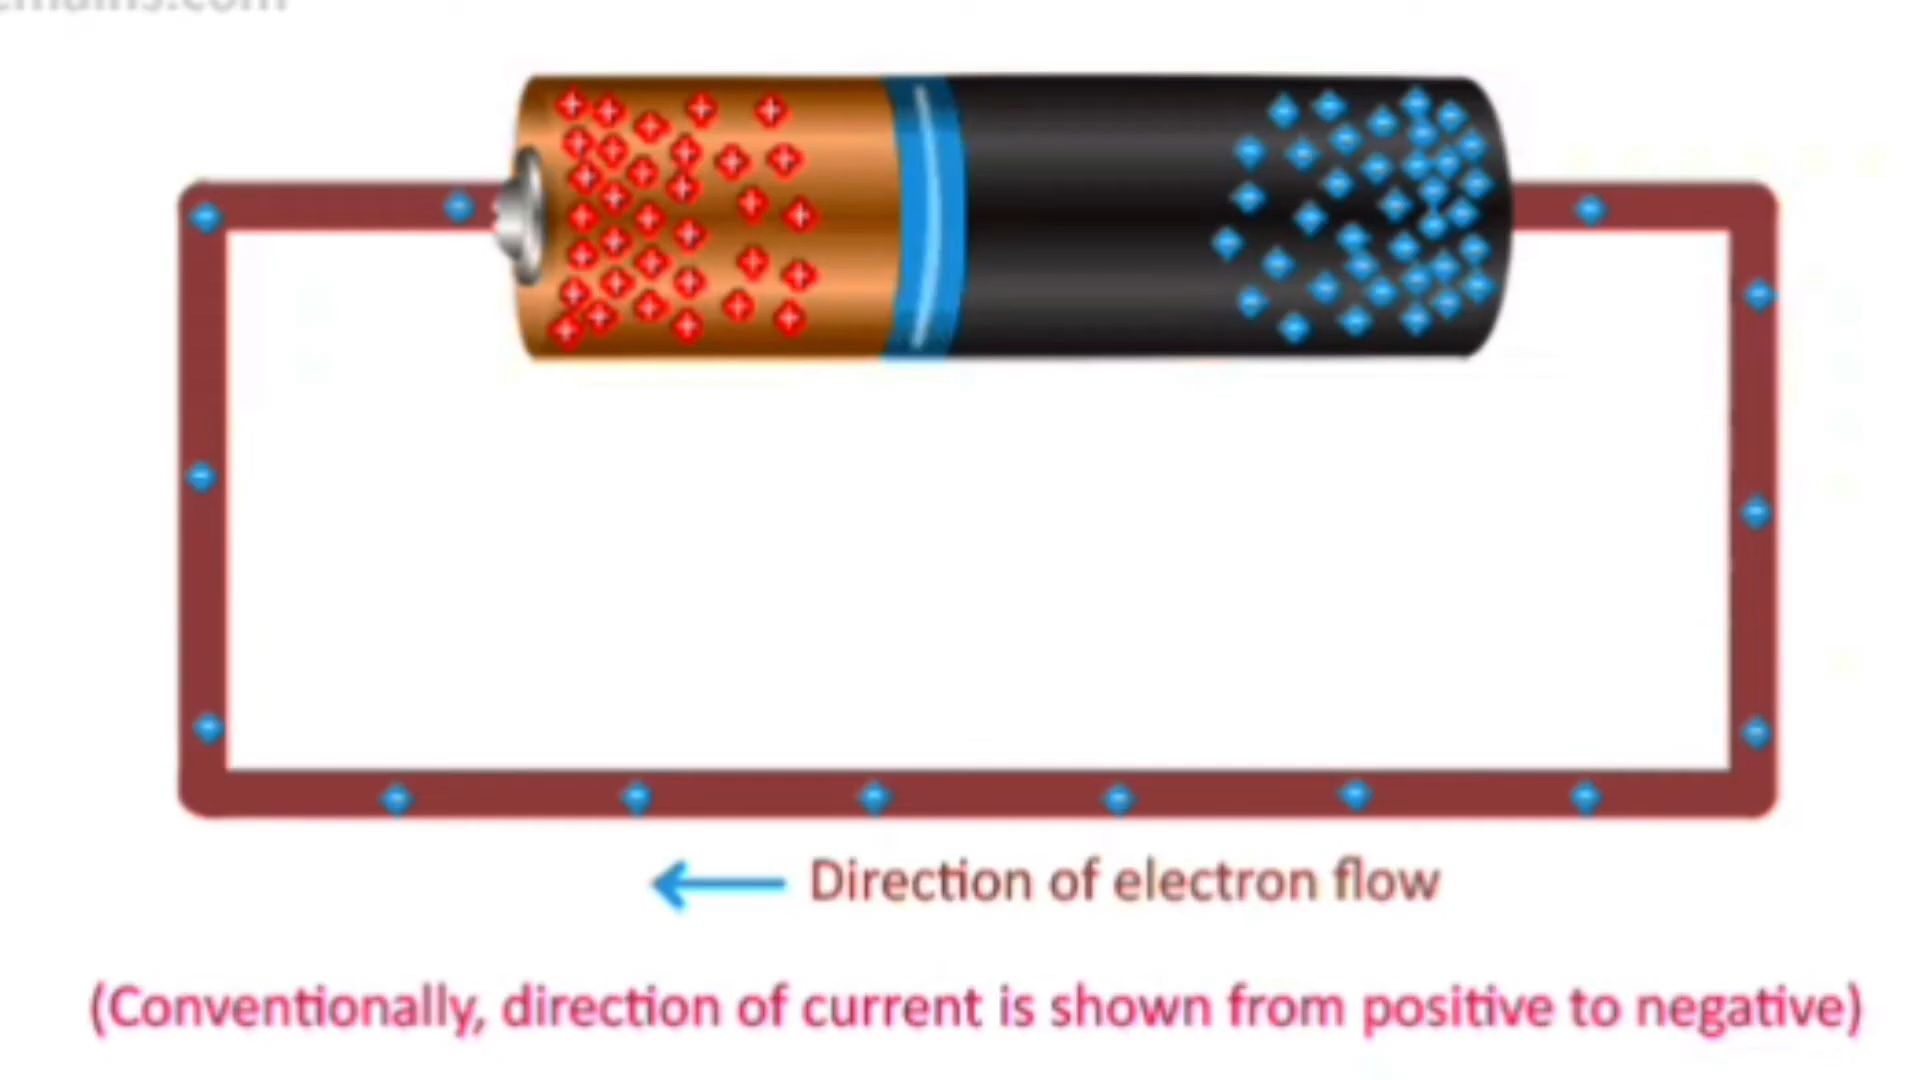 Direction of electron flow
(Conventionally, direction of current is shown from positive to negative)